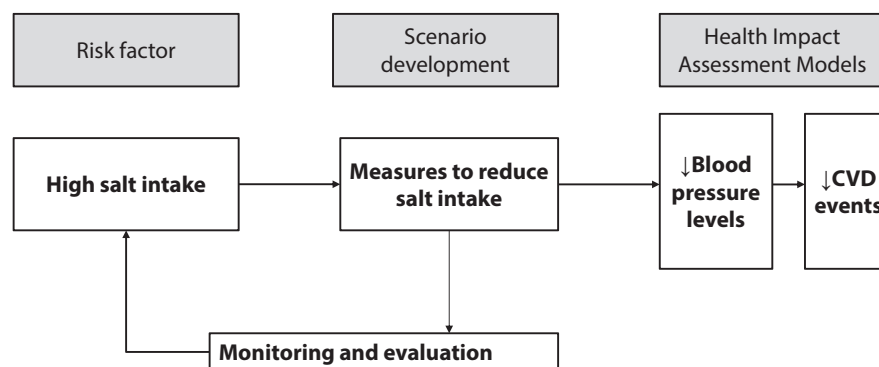 Risk factor
Scenario
development
Health Impact
Assessment Models
High salt intake
Measures to reduce
salt intake
↓Blood
pressure
levels
↓CVD
events
Monitoring and evaluation